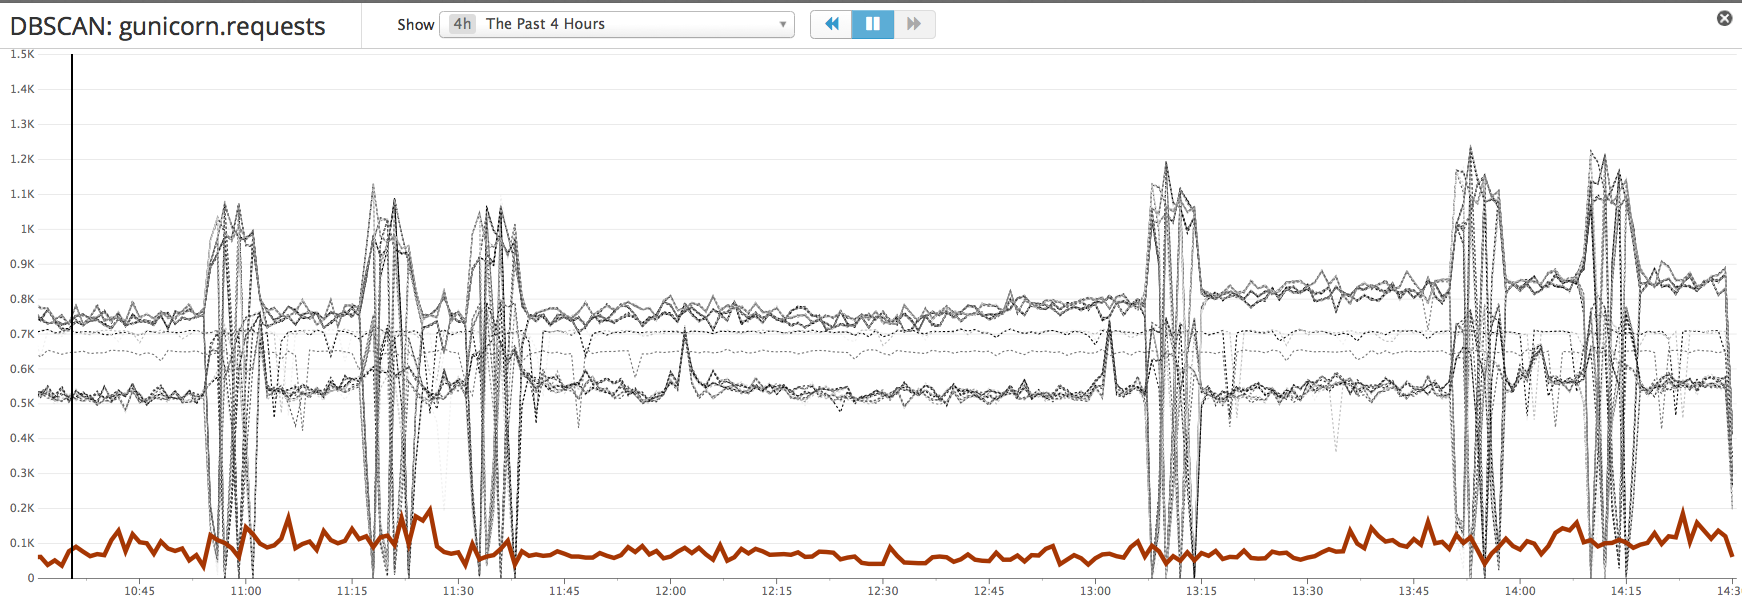 DBSCAN: gunicorn.requests
Show 4h The Past 4 Hours
1.5K
1.4K
1.3K
1.2K
1.1K
1K
0.9K
0.8K
0.7K
0.6K
0.5K
0.4K
0.3K
0.2K
0.1K
0
10:45 11:00 11:15 11:30 11:45 12:00 12:15 12:30 12:45 13:00 13:15 13:30 13:45 14:00 14:15 14:3